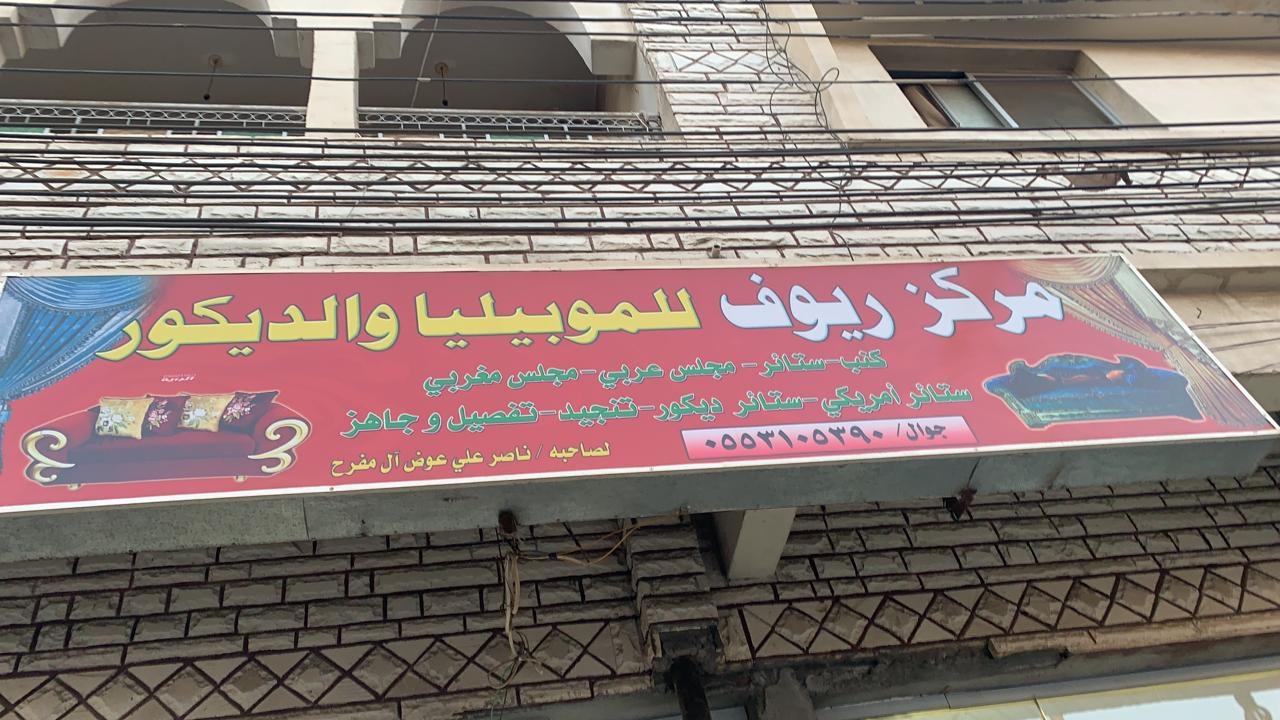 مركز ريوف للموبيليا والديكور
كنب-ستائر- مجلس عربي-مجلس مغربي
ستائر أمريكي-ستائر ديكور-تنجيد-تفصيل و جاهز
جوال/ ٠٥٥٣١٠٥٣٩٠
لصاحبه / ناصر علي عوض آل مفرح